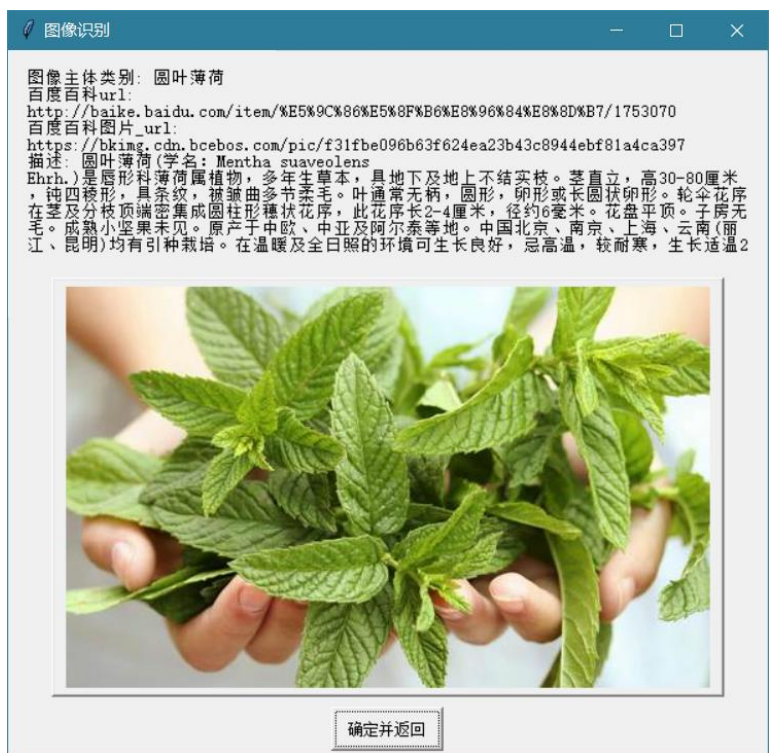 图像识别
图像主体类别: 圆叶薄荷
百度百科url:
http://baike.baidu.com/item/%E5%9C%86%E5%8F%B6%E8%96%84%E8%8D%B7/1753070
百度百科图片_url:
https://bkimg.cdn.bcebos.com/pic/f31fbe096b63f624ea23b43c8944ebf81a4ca397
描述: 圆叶薄荷(学名：Mentha suaveolens
Ehrh.)是唇形科薄荷属植物，多年生草本，具地下及地上不结实枝。茎直立，高30-80厘米
，钝四棱形，具条纹，被皱曲多节柔毛。叶通常无柄，圆形，卵形或长圆状卵形。轮伞花序
在茎及分枝顶端密集成圆柱形穗状花序，此花序长2-4厘米，径约6毫米。花盘平顶。子房无
毛。成熟小坚果未见。原产于中欧、中亚及阿尔泰等地。中国北京、南京、上海、云南(丽
江、昆明)均有引种栽培。在温暖及全日照的环境可生长良好，忌高温，较耐寒，生长适温2
确定并返回